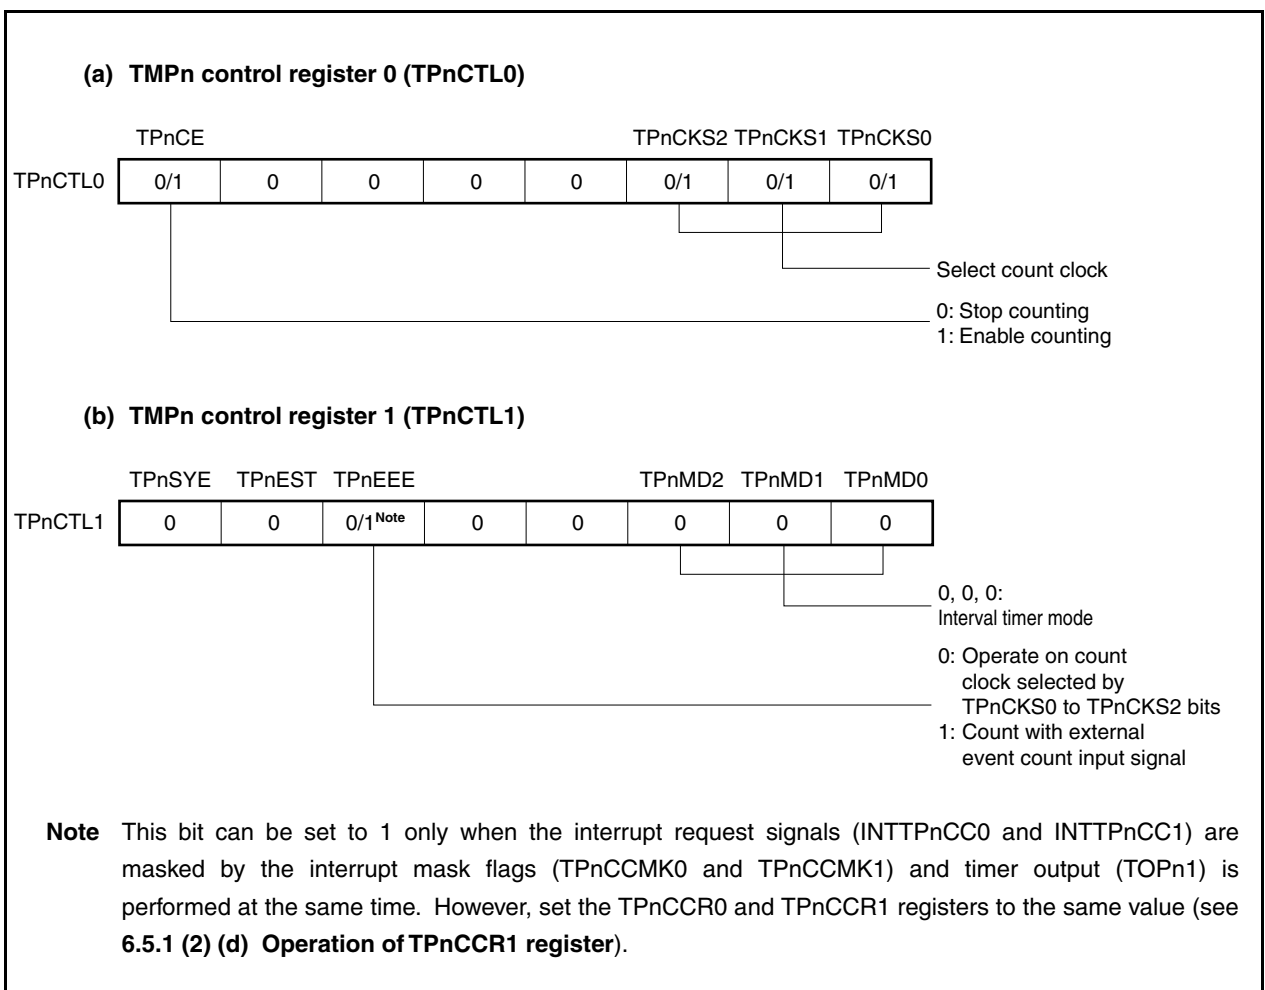 (a) TMPn control register 0 (TPnCTL0)
TPnCE TPnCKS2 TPnCKS1 TPnCKS0
TPnCTL0 0/1 0 0 0 0 0/1 0/1 0/1
Select count clock
0: Stop counting
1: Enable counting
(b) TMPn control register 1 (TPnCTL1)
TPnSYE TPnEST TPnEEE TPnMD2 TPnMD1 TPnMD0
TPnCTL1 0 0 0/1Note 0 0 0 0 0
0, 0, 0:
Interval timer mode
0: Operate on count
clock selected by
TPnCKS0 to TPnCKS2 bits
1: Count with external
event count input signal
Note This bit can be set to 1 only when the interrupt request signals (INTTPnCC0 and INTTPnCC1) are
masked by the interrupt mask flags (TPnCCMK0 and TPnCCMK1) and timer output (TOPn1) is
performed at the same time. However, set the TPnCCR0 and TPnCCR1 registers to the same value (see
6.5.1 (2) (d) Operation of TPnCCR1 register).